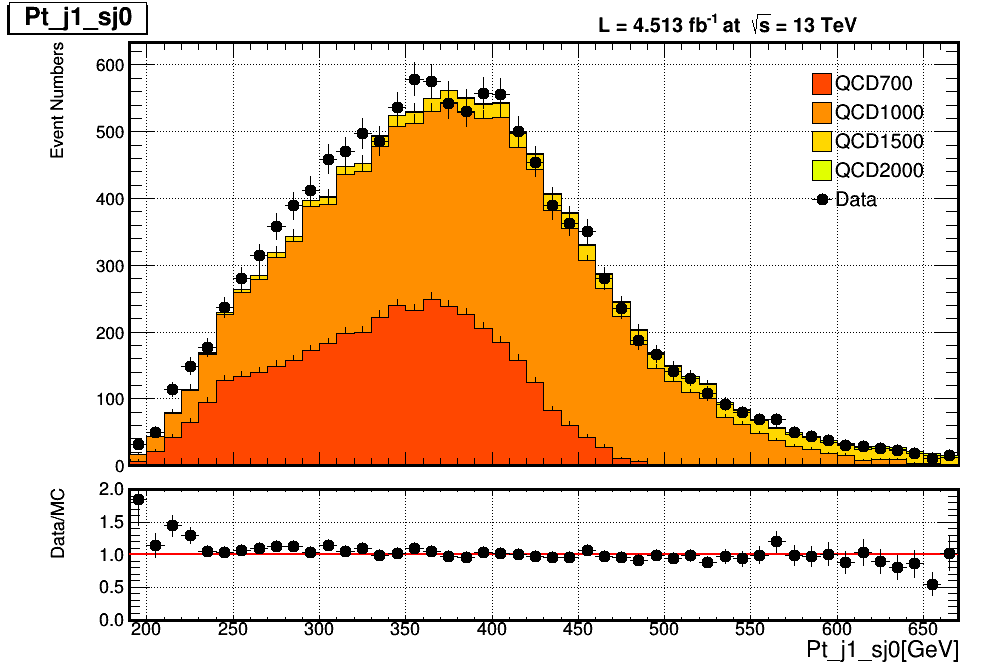 Pt_j1_sj0
L = 4.513 fb-1 at √s = 13 TeV
Event Numbers
600
500
400
300
200
100
0
QCD700
QCD1000
QCD1500
QCD2000
Data
Data/MC
2.0
1.5
1.0
0.5
0.0
200 250 300 350 400 450 500 550 600 650
Pt_j1_sj0[GeV]